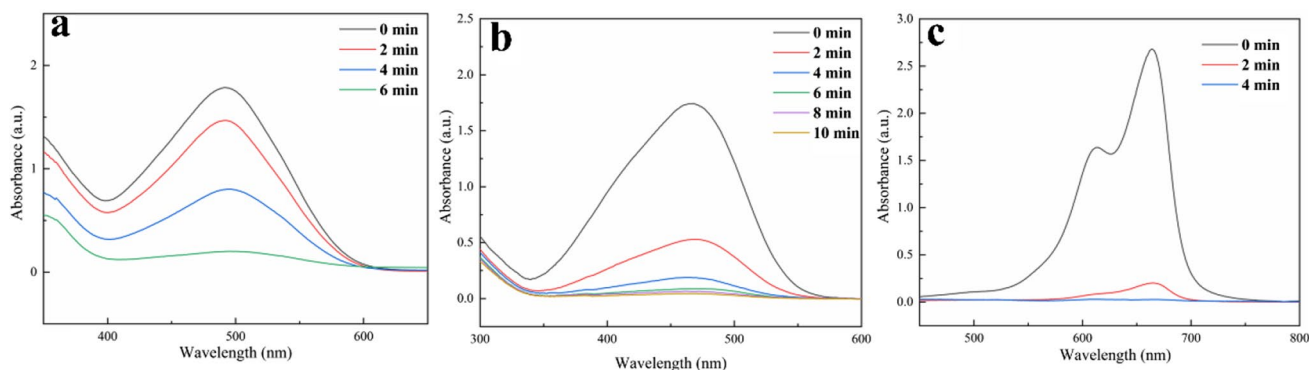 a
0 min
2 min
4 min
6 min
2
1
0
Absorbance (a.u.)
400
500
600
Wavelength (nm)
b
0 min
2 min
4 min
6 min
8 min
10 min
2.5
2.0
1.5
1.0
0.5
0.0
Absorbance (a.u.)
300
400
500
600
Wavelength (nm)
c
0 min
2 min
4 min
3.0
2.5
2.0
1.5
1.0
0.5
0.0
Absorbance (a.u.)
500
600
700
800
Wavelength (nm)